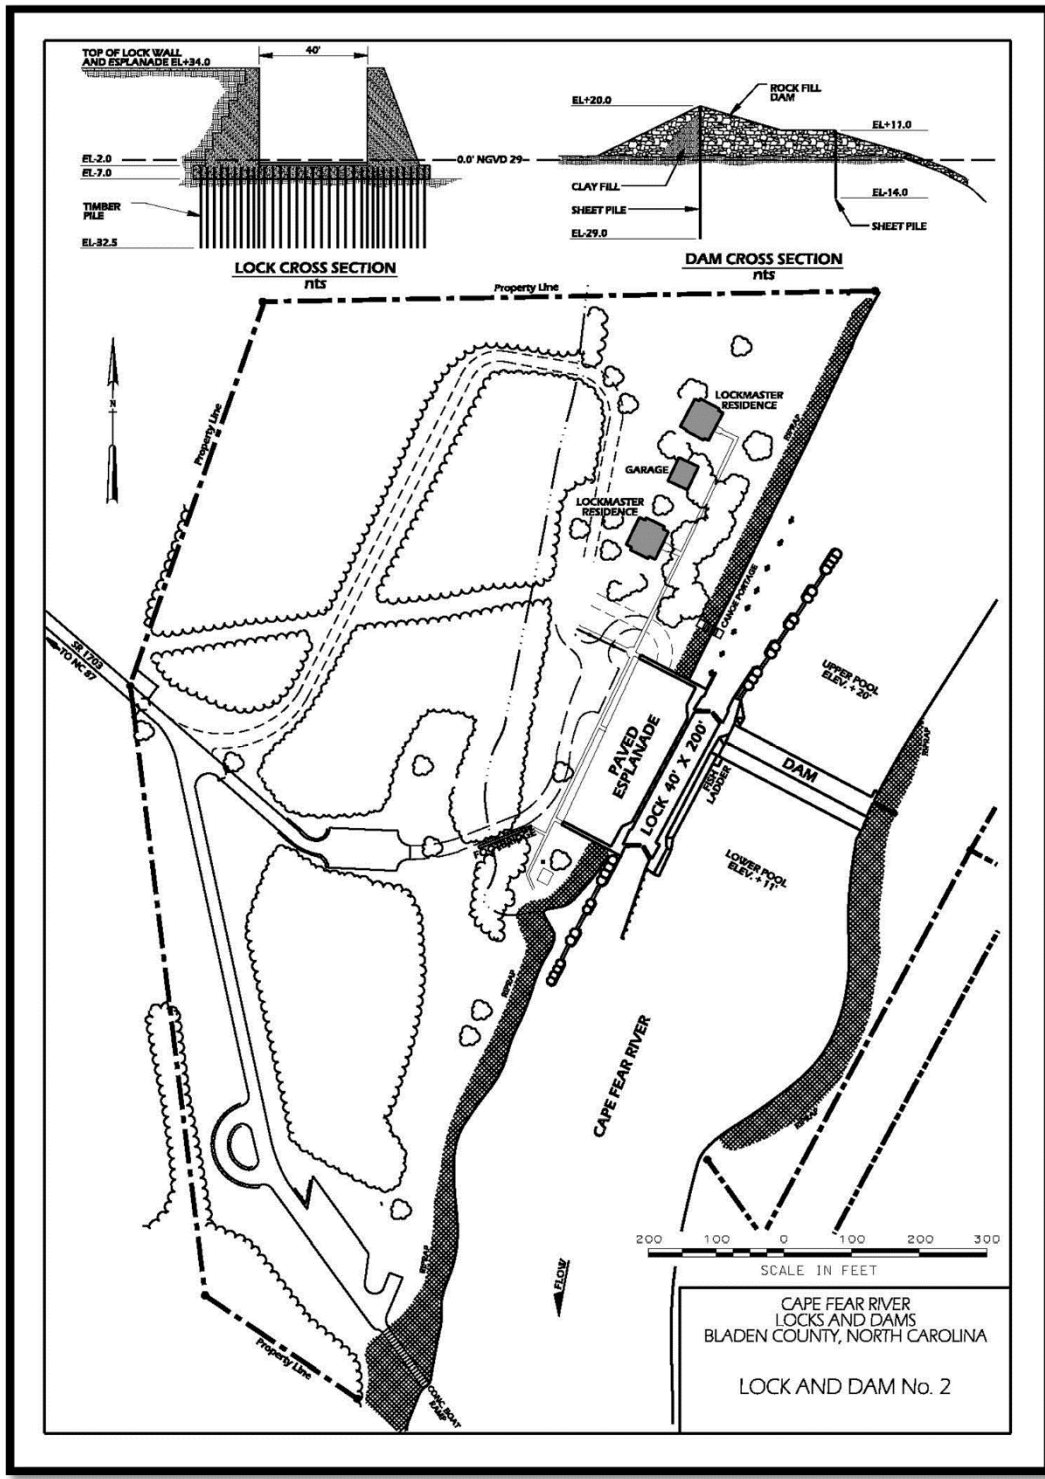 TOP OF LOCK WALL
AND ESPLANADE EL+34.0
40'
EL-2.0
EL-7.0
TIMBER
PILE
EL-32.5
0.0' NGVD 29
LOCK CROSS SECTION
nts
EL+20.0
ROCK FILL
DAM
EL+11.0
CLAY FILL
EL-14.0
SHEET PILE
SHEET PILE
EL-29.0
DAM CROSS SECTION
nts
Property Line
N
Property Line
LOCKMASTER
RESIDENCE
RIPRAP
GARAGE
LOCKMASTER
RESIDENCE
CANOE PORTAGE
SR 1703
TO NC 87
UPPER POOL
ELEV. + 20'
RIPRAP
PAVED
ESPLANADE
LOCK 40' X 200'
DAM
FISH
LADDER
FOOTBRIDGE
LOWER POOL
ELEV. + 11'
RIPRAP
CAPE FEAR RIVER
RIPRAP
RIPRAP
FLOW
Property Line
CONC. BOAT
RAMP
200 100 0 100 200 300
SCALE IN FEET
CAPE FEAR RIVER
LOCKS AND DAMS
BLADEN COUNTY, NORTH CAROLINA
LOCK AND DAM No. 2